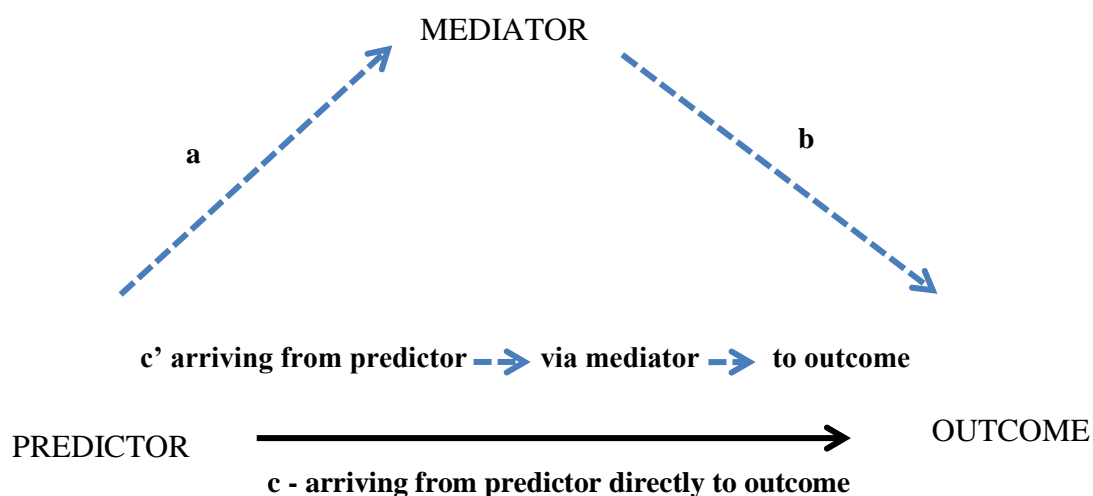 MEDIATOR
a
b
c’ arriving from predictor via mediator to outcome
PREDICTOR
OUTCOME
c - arriving from predictor directly to outcome